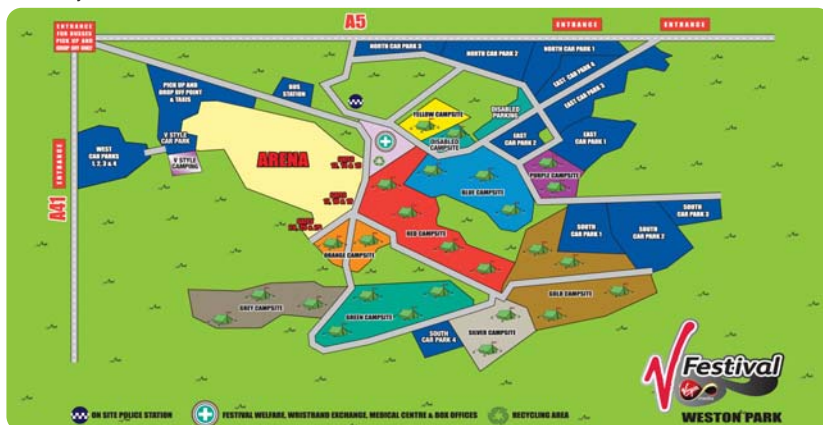 A5
ENTRANCE
FOR BUSSES
PICK UP AND
DROP OFF ONLY
ENTRANCE
ENTRANCE
NORTH CAR PARK 3
NORTH CAR PARK 2
NORTH CAR PARK 1
EAST CAR PARK 4
EAST CAR PARK 3
PICK UP AND
DROP OFF POINT
& TAXIS
BUS
STATION
YELLOW CAMPSITE
DISABLED
PARKING
V STYLE
CAR PARK
WEST
CAR PARKS
1, 2, 3 & 4
ENTRANCE
V STYLE
CAMPING
ARENA
DISABLED
CAMPSITE
EAST
CAR PARK 2
EAST
CAR PARK 1
PURPLE CAMPSITE
BLUE CAMPSITE
A41
RED CAMPSITE
SOUTH
CAR PARK 1
SOUTH
CAR PARK 2
SOUTH
CAR PARK 3
ORANGE CAMPSITE
GREY CAMPSITE
GREEN CAMPSITE
GOLD CAMPSITE
SOUTH
CAR PARK 4
SILVER CAMPSITE
V Festival
Virgin
media
WESTON PARK
ON SITE POLICE STATION
FESTIVAL WELFARE, WRISTBAND EXCHANGE, MEDICAL CENTRE & BOX OFFICES
RECYCLING AREA